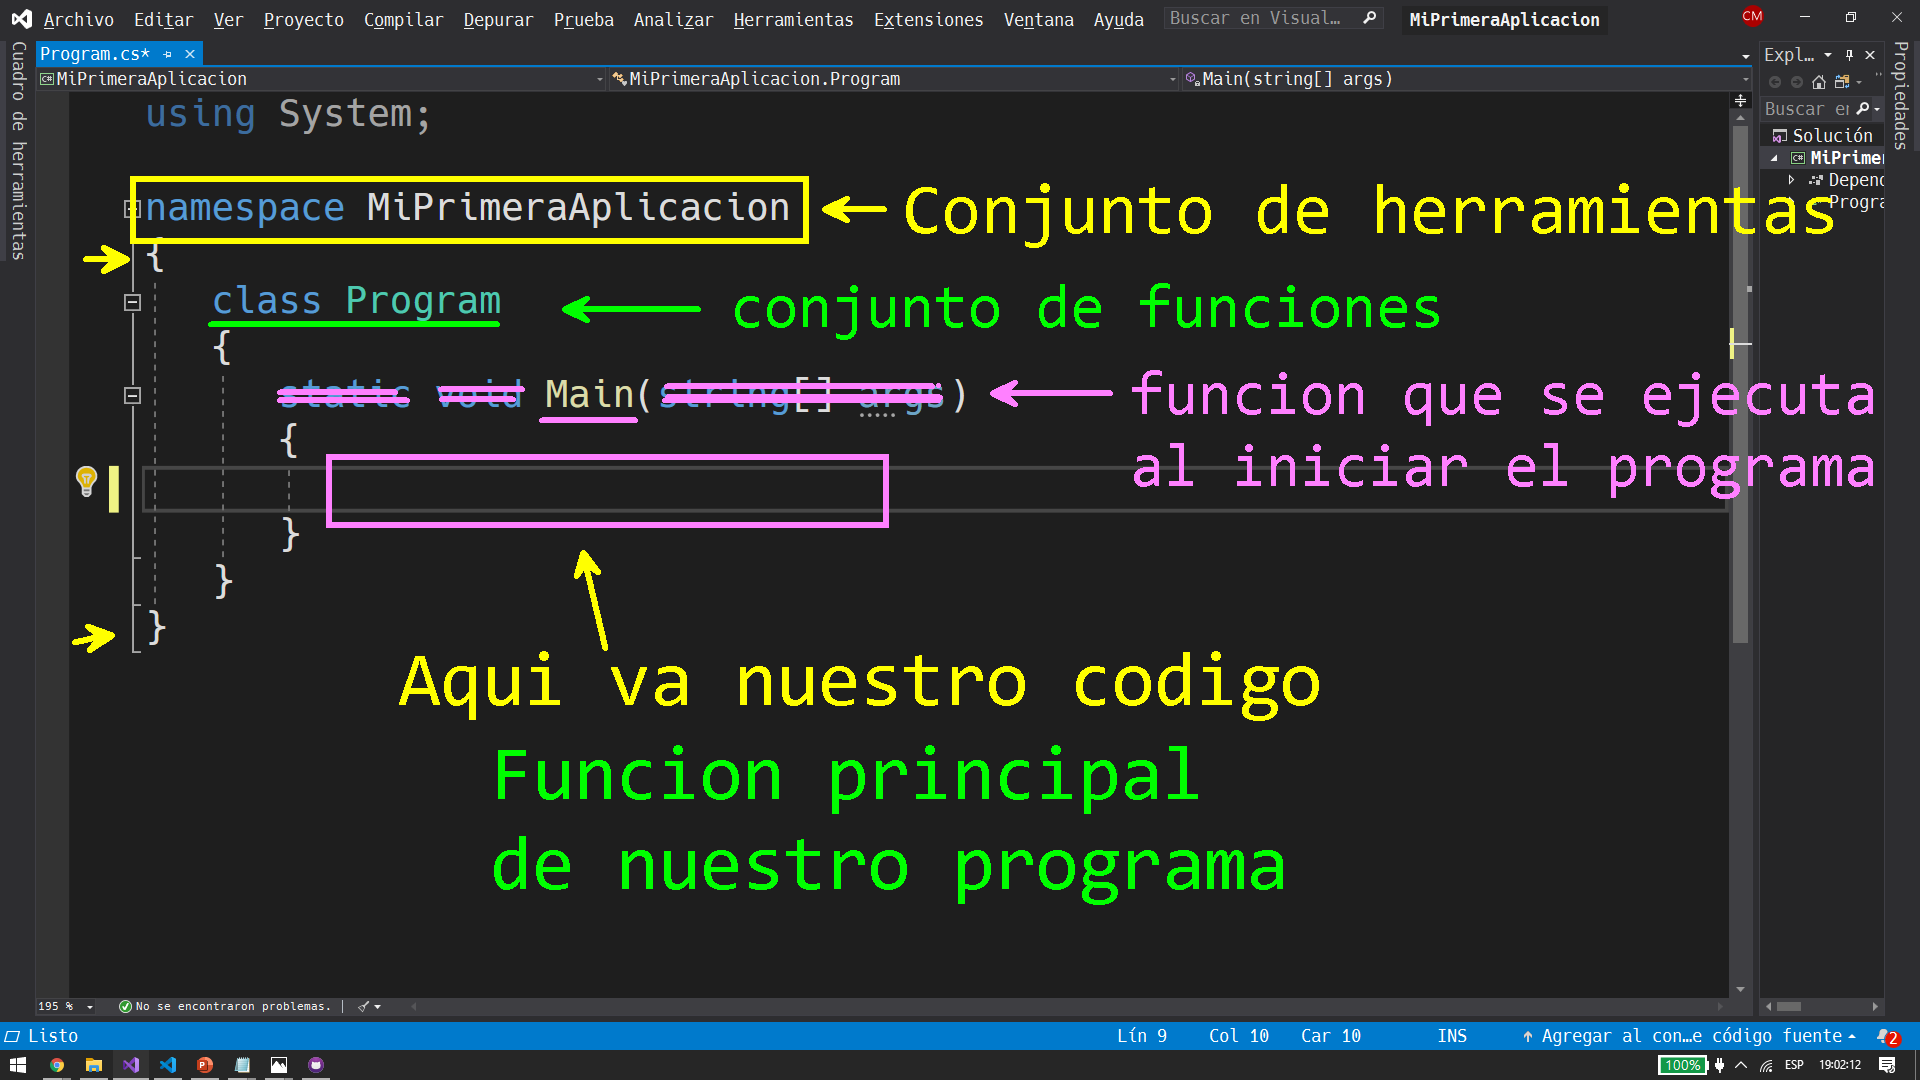 Archivo Editar Ver Proyecto Compilar Depurar Prueba Analizar Herramientas Extensiones Ventana Ayuda Buscar en Visual... MiPrimeraAplicacion CM
Program.cs* Expl...
MiPrimeraAplicacion MiPrimeraAplicacion.Program Main(string[] args)
Cuadro de herramientas
Propiedades
Buscar en
Solución
MiPrime
Depend
Progra
using System;
namespace MiPrimeraAplicacion Conjunto de herramientas
{
class Program conjunto de funciones
{
static void Main(string[] args) funcion que se ejecuta
{ al iniciar el programa
}
}
}
Aqui va nuestro codigo
Funcion principal
de nuestro programa
195 % No se encontraron problemas.
Listo Lín 9 Col 10 Car 10 INS Agregar al con...e código fuente 2
100% ESP 19:02:12